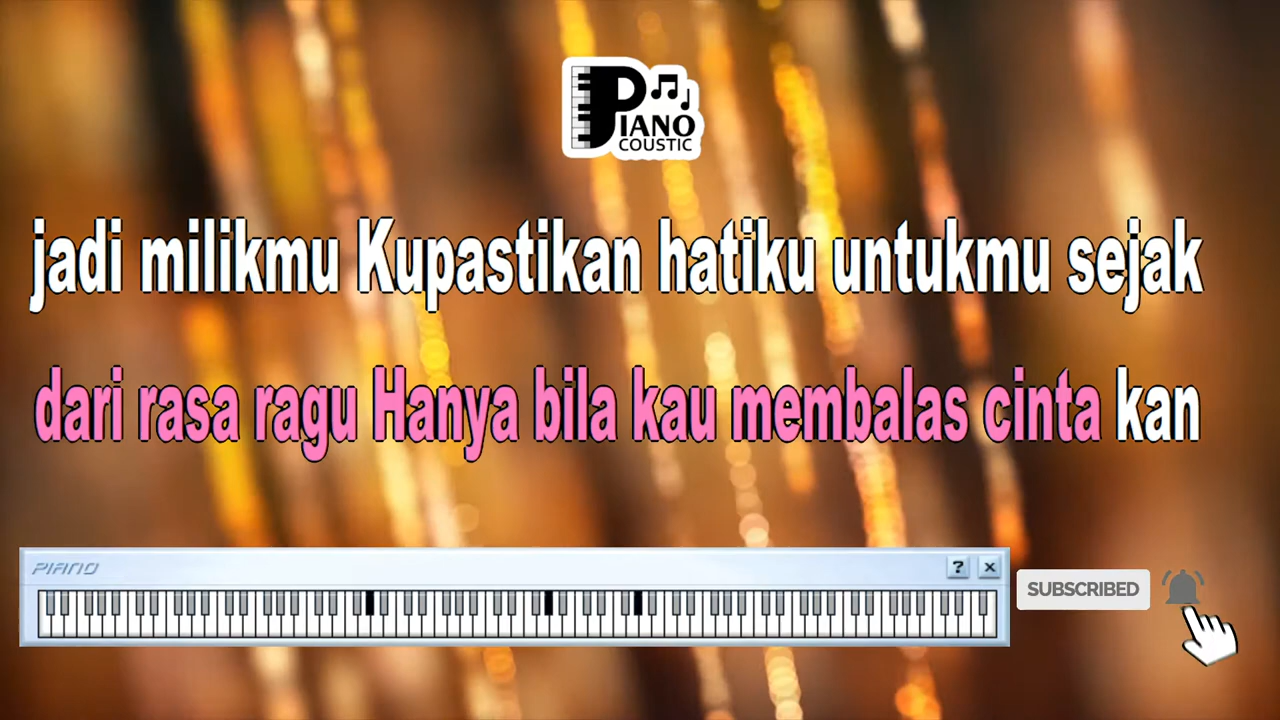 PIANO
COUSTIC
jadi milikmu Kupastikan hatiku untukmu sejak
dari rasa ragu Hanya bila kau membalas cinta kan
PIANO
? ×
SUBSCRIBED